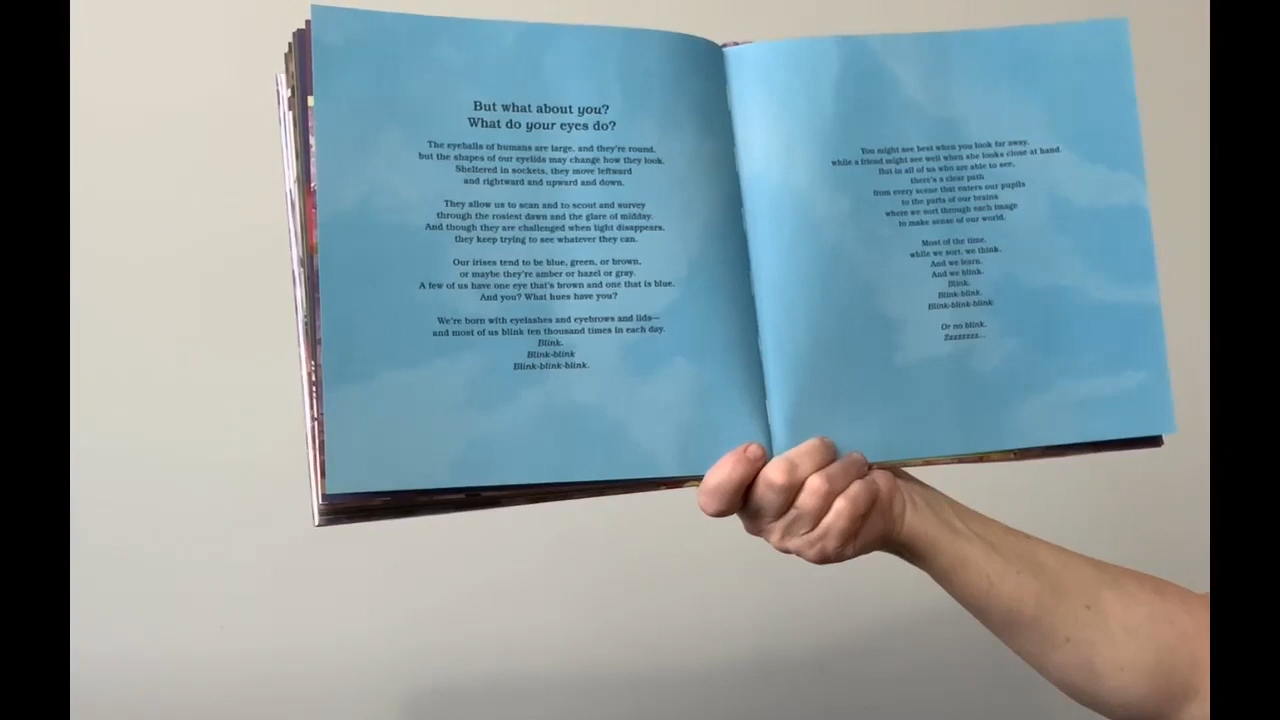 But what about you?
What do your eyes do?
The eyeballs of humans are large, and they're round,
but the shapes of our eyelids may change how they look.
Sheltered in sockets, they move leftward
and rightward and upward and down.
They allow us to scan and to scout and survey
through the rosiest dawn and the glare of midday.
And though they are challenged when light disappears,
they keep trying to see whatever they can.
Our irises tend to be blue, green, or brown,
or maybe they're amber or hazel or gray.
A few of us have one eye that's brown and one that is blue.
And you? What hues have you?
We're born with eyelashes and eyebrows and lids—
and most of us blink ten thousand times in each day.
Blink.
Blink-blink
Blink-blink-blink.
You might see best when you look far away,
while a friend might see well when she looks close at hand.
But in all of us who are able to see,
there's a clear path
from every scene that enters our pupils
to the parts of our brains
where we sort through each image
to make sense of our world.
Most of the time,
while we sort, we think.
And we learn.
And we blink.
Blink.
Blink-blink.
Blink-blink-blink
Or no blink.
Zzzzzzzz...